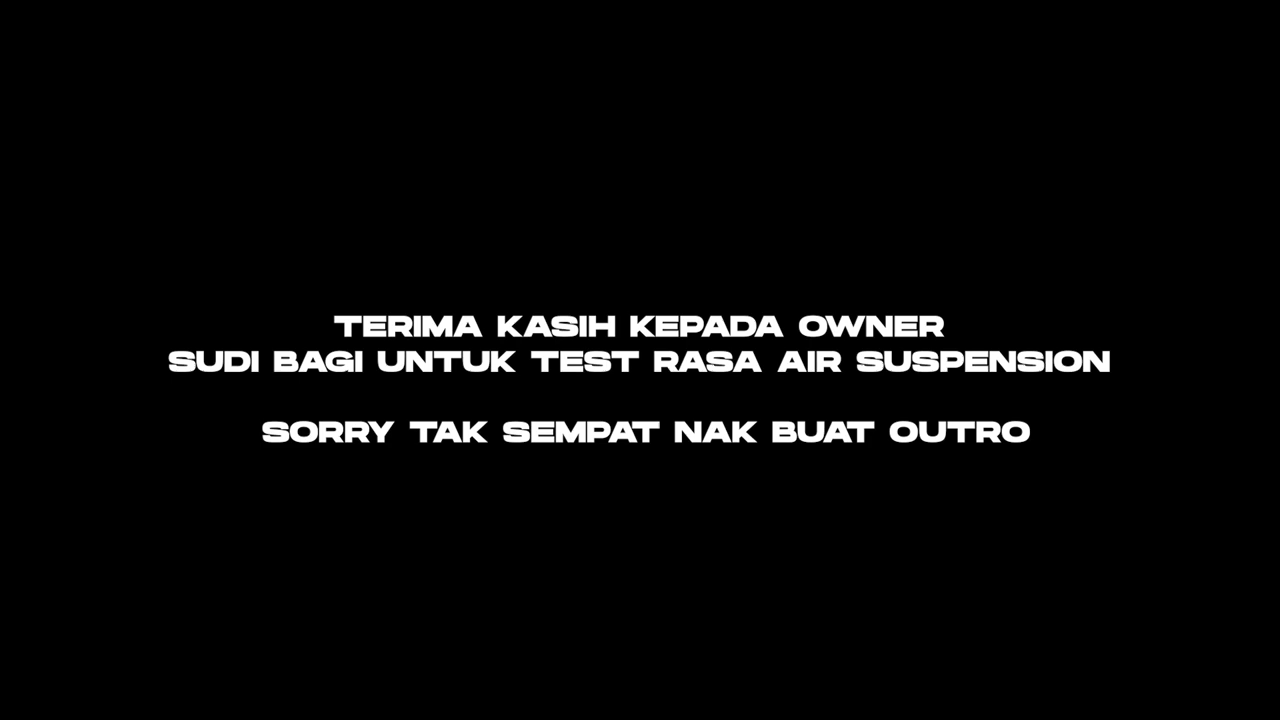 TERIMA KASIH KEPADA OWNER
SUDI BAGI UNTUK TEST RASA AIR SUSPENSION
SORRY TAK SEMPAT NAK BUAT OUTRO